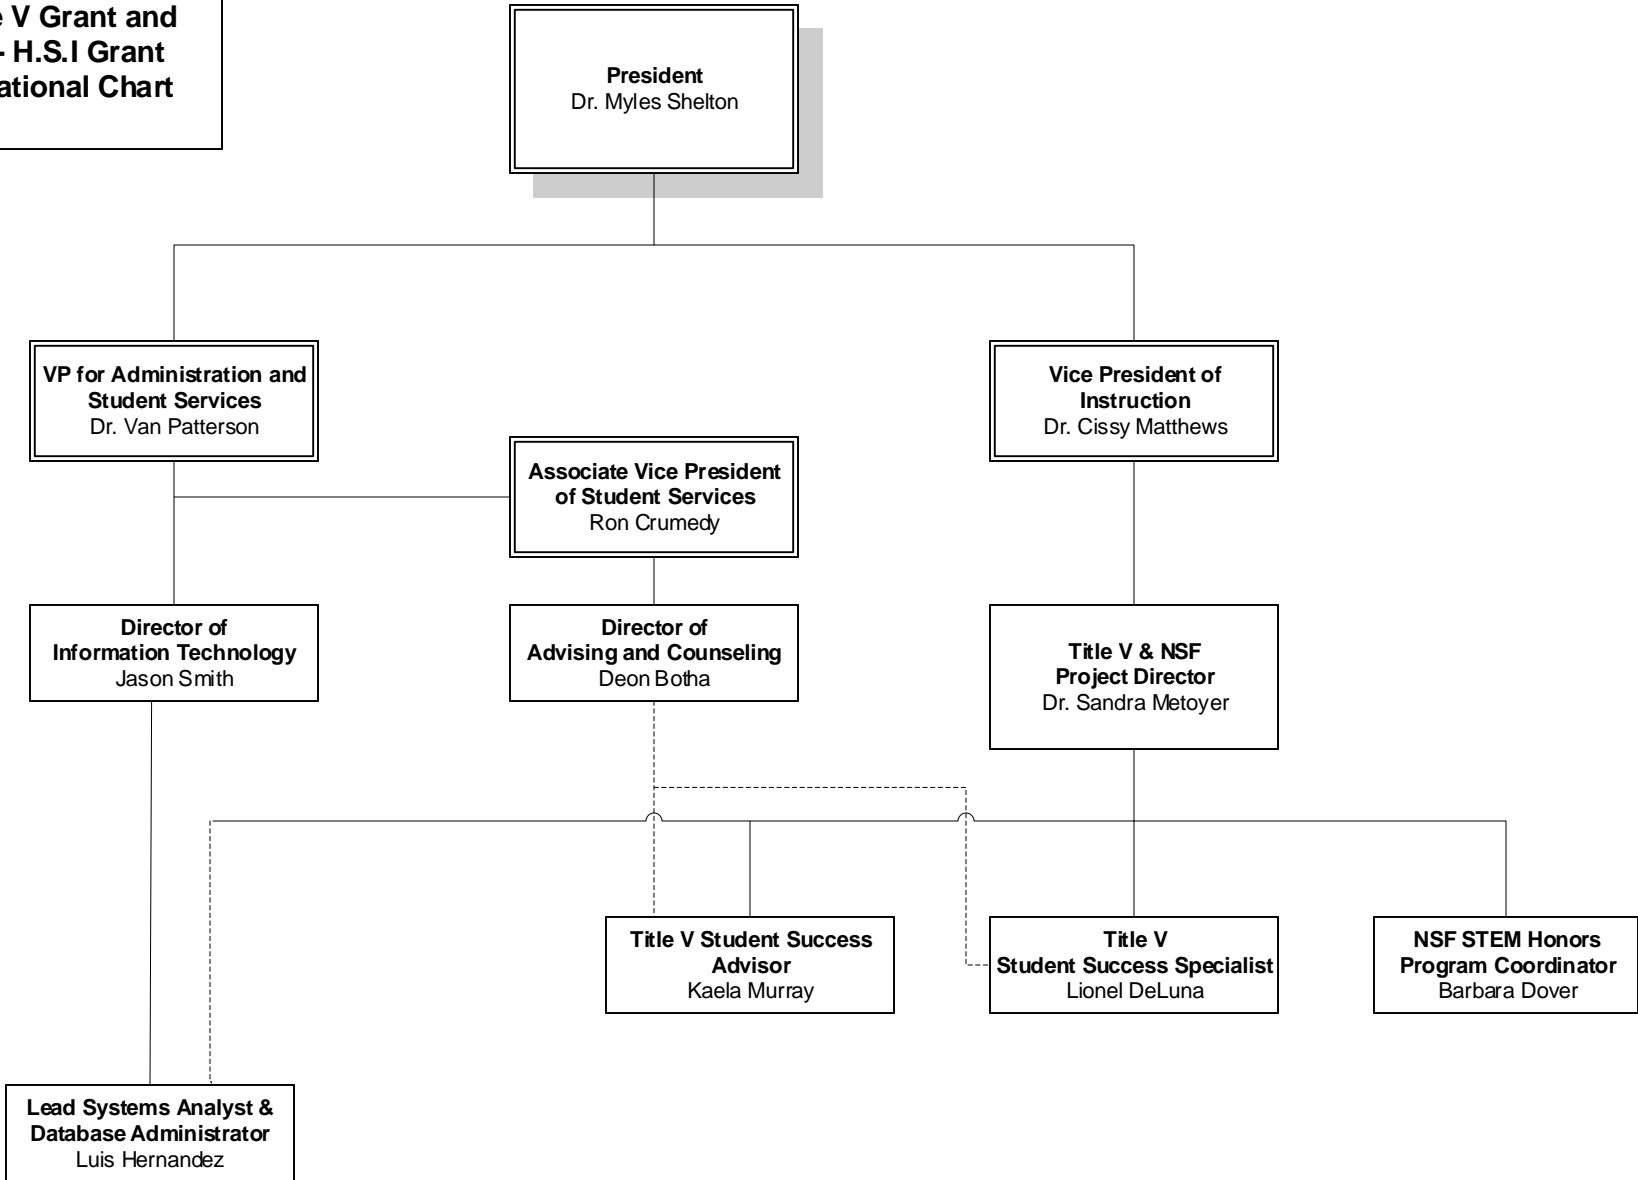 V Grant and
- H.S.I Grant
ational Chart
President
Dr. Myles Shelton
VP for Administration and
Student Services
Dr. Van Patterson
Vice President of
Instruction
Dr. Cissy Matthews
Associate Vice President
of Student Services
Ron Crumedy
Director of
Information Technology
Jason Smith
Director of
Advising and Counseling
Deon Botha
Title V & NSF
Project Director
Dr. Sandra Metoyer
Title V Student Success
Advisor
Kaela Murray
Title V
Student Success Specialist
Lionel DeLuna
NSF STEM Honors
Program Coordinator
Barbara Dover
Lead Systems Analyst &
Database Administrator
Luis Hernandez